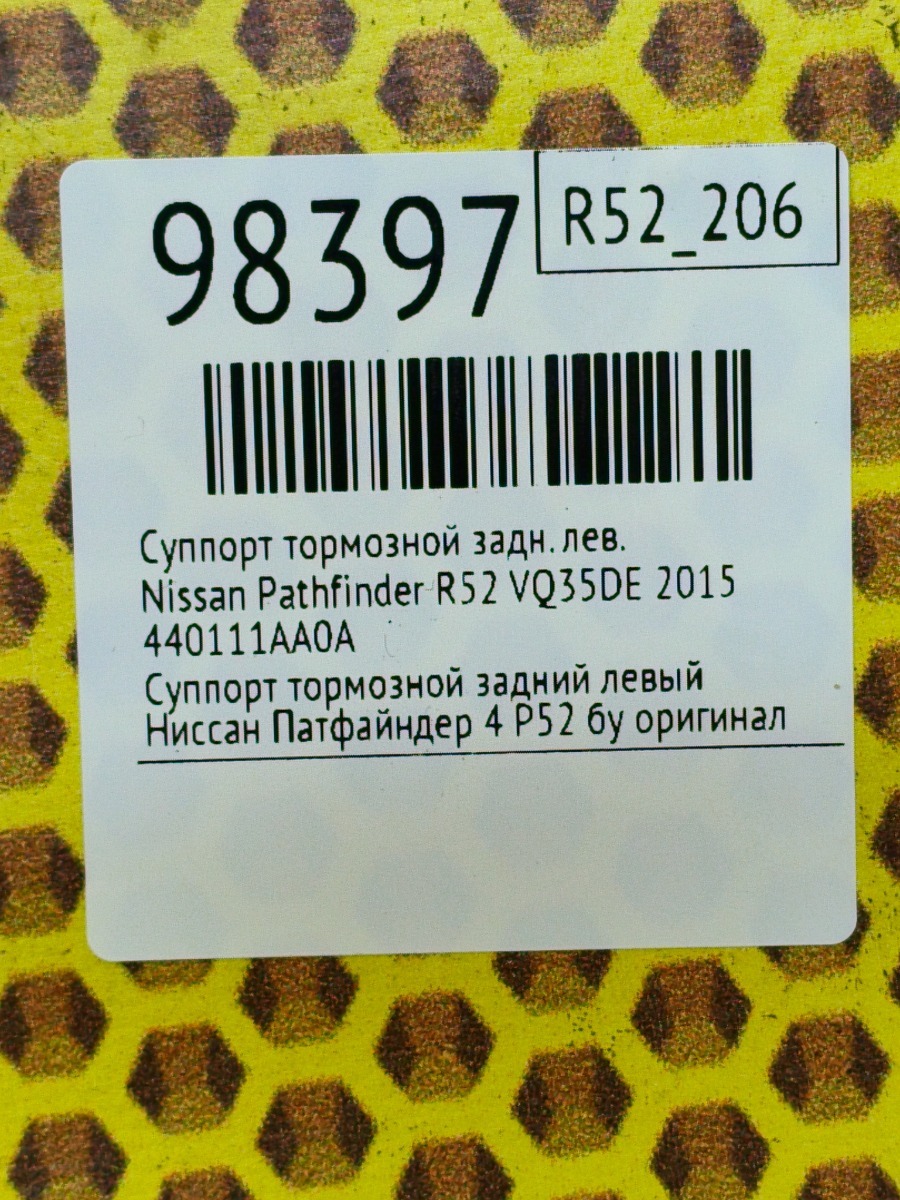 98397
R52_206
Суппорт тормозной задн.лев.
Nissan Pathfinder R52 VQ35DE 2015
440111AA0A
Суппорт тормозной задний левый
Ниссан Патфайндер 4 Р52 бу оригинал